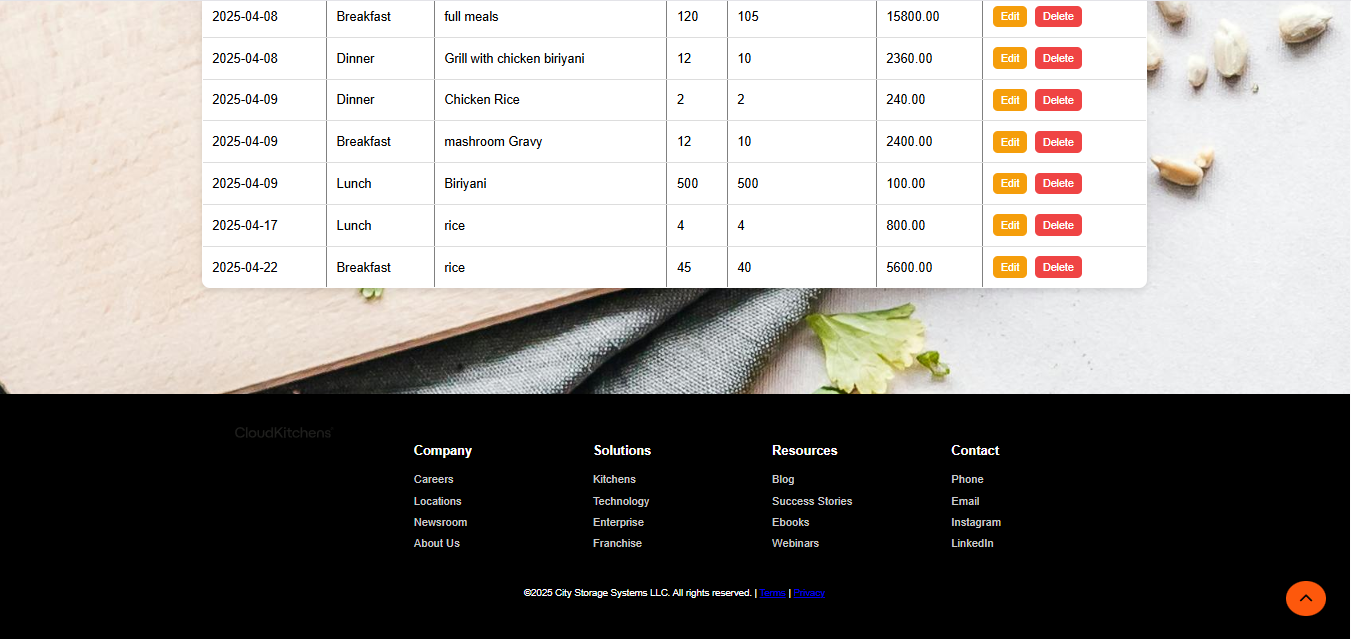 2025-04-08 Breakfast full meals 120 105 15800.00 Edit Delete
2025-04-08 Dinner Grill with chicken biriyani 12 10 2360.00 Edit Delete
2025-04-09 Dinner Chicken Rice 2 2 240.00 Edit Delete
2025-04-09 Breakfast mashroom Gravy 12 10 2400.00 Edit Delete
2025-04-09 Lunch Biriyani 500 500 100.00 Edit Delete
2025-04-17 Lunch rice 4 4 800.00 Edit Delete
2025-04-22 Breakfast rice 45 40 5600.00 Edit Delete
CloudKitchens
Company Solutions Resources Contact
Careers Kitchens Blog Phone
Locations Technology Success Stories Email
Newsroom Enterprise Ebooks Instagram
About Us Franchise Webinars LinkedIn
©2025 City Storage Systems LLC. All rights reserved. | Terms | Privacy